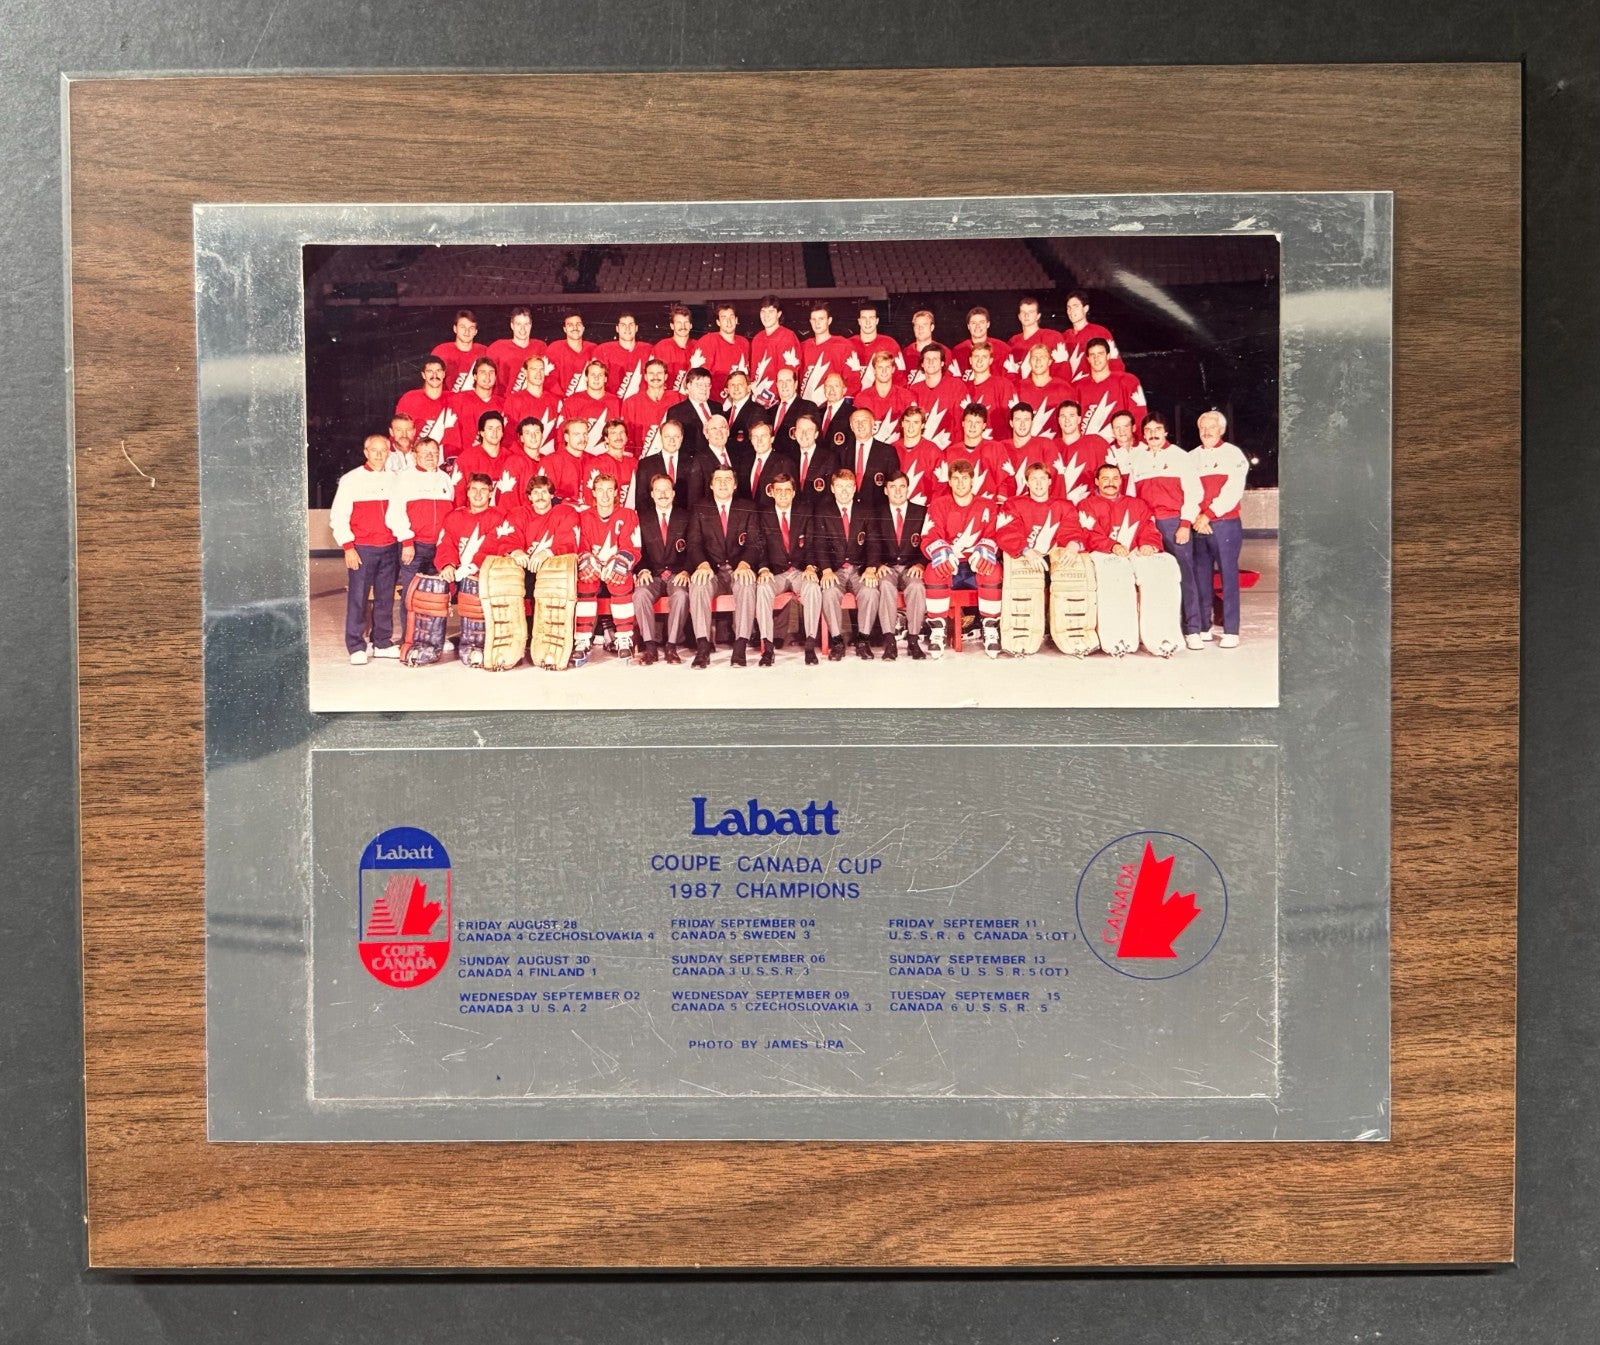 Labatt
COUPE CANADA CUP
1987 CHAMPIONS
Labatt
COUPE
CANADA
CUP
FRIDAY AUGUST 28
CANADA 4 CZECHOSLOVAKIA 4
SUNDAY AUGUST 30
CANADA 4 FINLAND 1
WEDNESDAY SEPTEMBER 02
CANADA 3 U.S.A. 2
FRIDAY SEPTEMBER 04
CANADA 5 SWEDEN 3
SUNDAY SEPTEMBER 06
CANADA 3 U.S.S.R. 3
WEDNESDAY SEPTEMBER 09
CANADA 5 CZECHOSLOVAKIA 3
FRIDAY SEPTEMBER 11
U.S.S.R. 6 CANADA 5 (OT)
SUNDAY SEPTEMBER 13
CANADA 6 U.S.S.R. 5 (OT)
TUESDAY SEPTEMBER 15
CANADA 6 U.S.S.R. 5
CANADA
PHOTO BY JAMES LIPA